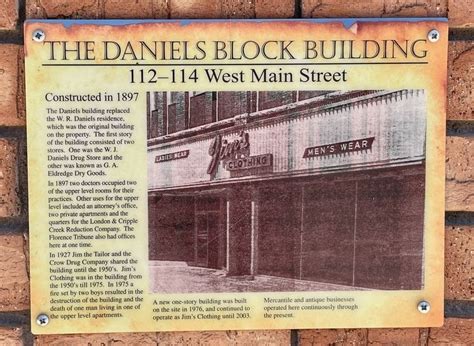 THE DANIELS BLOCK BUILDING
112–114 West Main Street
Constructed in 1897
The Daniels building replaced
the W. R. Daniels residence,
which was the original building
on the property. The first story
of the building consisted of two
stores. One was the W. J.
Daniels Drug Store and the
other was known as G. A.
Eldredge Dry Goods.
In 1897 two doctors occupied two
of the upper level rooms for their
practices. Other uses for the upper
level included an attorney's office,
two private apartments and the
quarters for the London & Cripple
Creek Reduction Company. The
Florence Tribune also had offices
here at one time.
In 1927 Jim the Tailor and the
Crow Drug Company shared the
building until the 1950's. Jim's
Clothing was in the building from
the 1950's till 1975. In 1975 a
fire set by two boys resulted in the
destruction of the building and the
death of one man living in one of
the upper level apartments.
LADIES' WEAR
Jim's
CLOTHING
MEN'S WEAR
A new one-story building was built
on the site in 1976, and continued to
operate as Jim's Clothing until 2003.
Mercantile and antique businesses
operated here continuously through
the present.